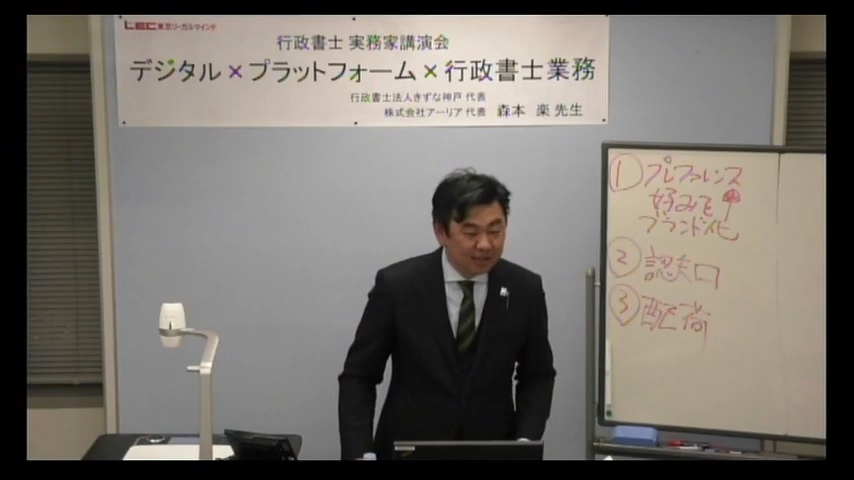 LEC東京リーガルマインド
行政書士 実務家講演会
デジタル×プラットフォーム×行政書士業務
行政書士法人きずな神戸 代表
株式会社アーリア 代表 森本 楽 先生
① プレファレンス
好みを
ブランド化
② 認知
③ 配荷